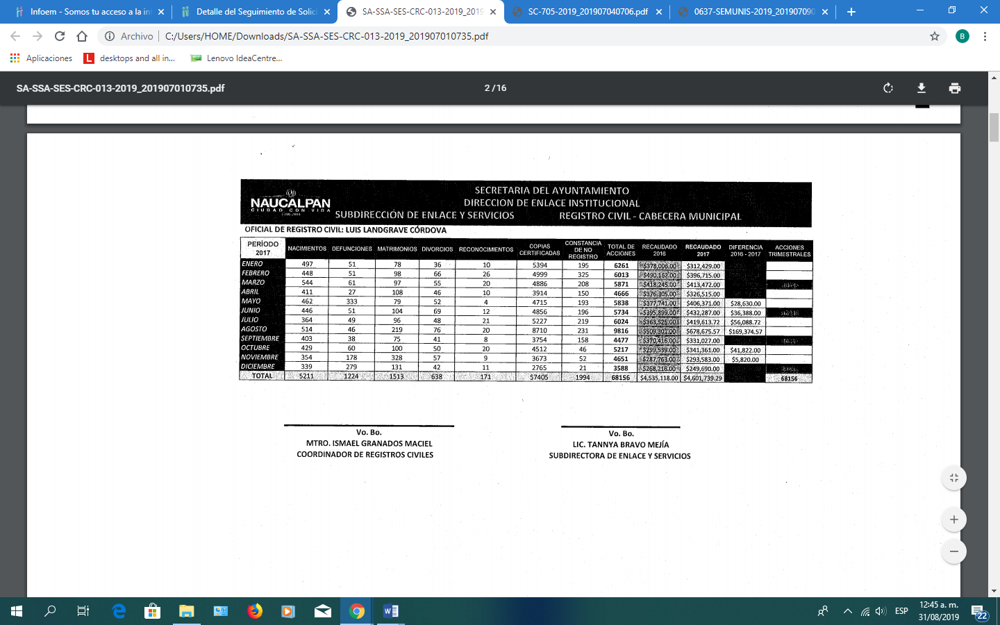 Infoem - Somos tu acceso a la in
Detalle del Seguimiento de Solici
SA-SSA-SES-CRC-013-2019_2019
SC-705-2019_201907040706.pdf
0637-SEMUNIS-2019_201907090
Archivo C:/Users/HOME/Downloads/SA-SSA-SES-CRC-013-2019_201907010735.pdf
B
Aplicaciones
L desktops and all in...
Lenovo IdeaCentre...
SA-SSA-SES-CRC-013-2019_201907010735.pdf 2 / 16
NAUCALPAN
CIUDAD CON VIDA
SECRETARIA DEL AYUNTAMIENTO
DIRECCION DE ENLACE INSTITUCIONAL
SUBDIRECCIÓN DE ENLACE Y SERVICIOS REGISTRO CIVIL - CABECERA MUNICIPAL
OFICIAL DE REGISTRO CIVIL: LUIS LANDGRAVE CÓRDOVA
PERÍODO 2017 NACIMIENTOS DEFUNCIONES MATRIMONIOS DIVORCIOS RECONOCIMIENTOS COPIAS CERTIFICADAS CONSTANCIA DE NO REGISTRO TOTAL DE ACCIONES RECAUDADO 2016 RECAUDADO 2017 DIFERENCIA 2016 - 2017 ACCIONES TRIMESTRALES
ENERO 497 51 78 36 10 5394 195 6261 $378,006.00 $312,429.00
FEBRERO 448 51 98 66 26 4999 325 6013 $490,162.00 $396,715.00
MARZO 544 61 97 55 20 4886 208 5871 $418,245.00 $413,472.00
ABRIL 411 27 108 46 10 3914 150 4666 $376,305.00 $326,515.00
MAYO 462 333 79 52 4 4715 193 5838 $377,741.00 $406,371.00 $28,630.00
JUNIO 446 51 104 69 12 4856 196 5734 $395,899.00 $432,287.00 $36,388.00
JULIO 364 49 96 48 21 5227 219 6024 $363,525.00 $419,613.72 $56,088.72
AGOSTO 514 46 219 76 20 8710 231 9816 $509,301.00 $678,675.57 $169,374.57
SEPTIEMBRE 403 38 75 41 8 3754 158 4477 $370,416.00 $331,027.00
OCTUBRE 429 60 100 50 20 4512 46 5217 $299,539.00 $341,361.00 $41,822.00
NOVIEMBRE 354 178 328 57 9 3673 52 4651 $287,763.00 $293,583.00 $5,820.00
DICIEMBRE 339 279 131 42 11 2765 21 3588 $268,216.00 $249,690.00
TOTAL 5211 1224 1513 638 171 57405 1994 68156 $4,535,118.00 $4,601,739.29 68156
Vo. Bo.
MTRO. ISMAEL GRANADOS MACIEL
COORDINADOR DE REGISTROS CIVILES
Vo. Bo.
LIC. TANNYA BRAVO MEJÍA
SUBDIRECTORA DE ENLACE Y SERVICIOS
ESP
12:45 a. m.
31/08/2019
22